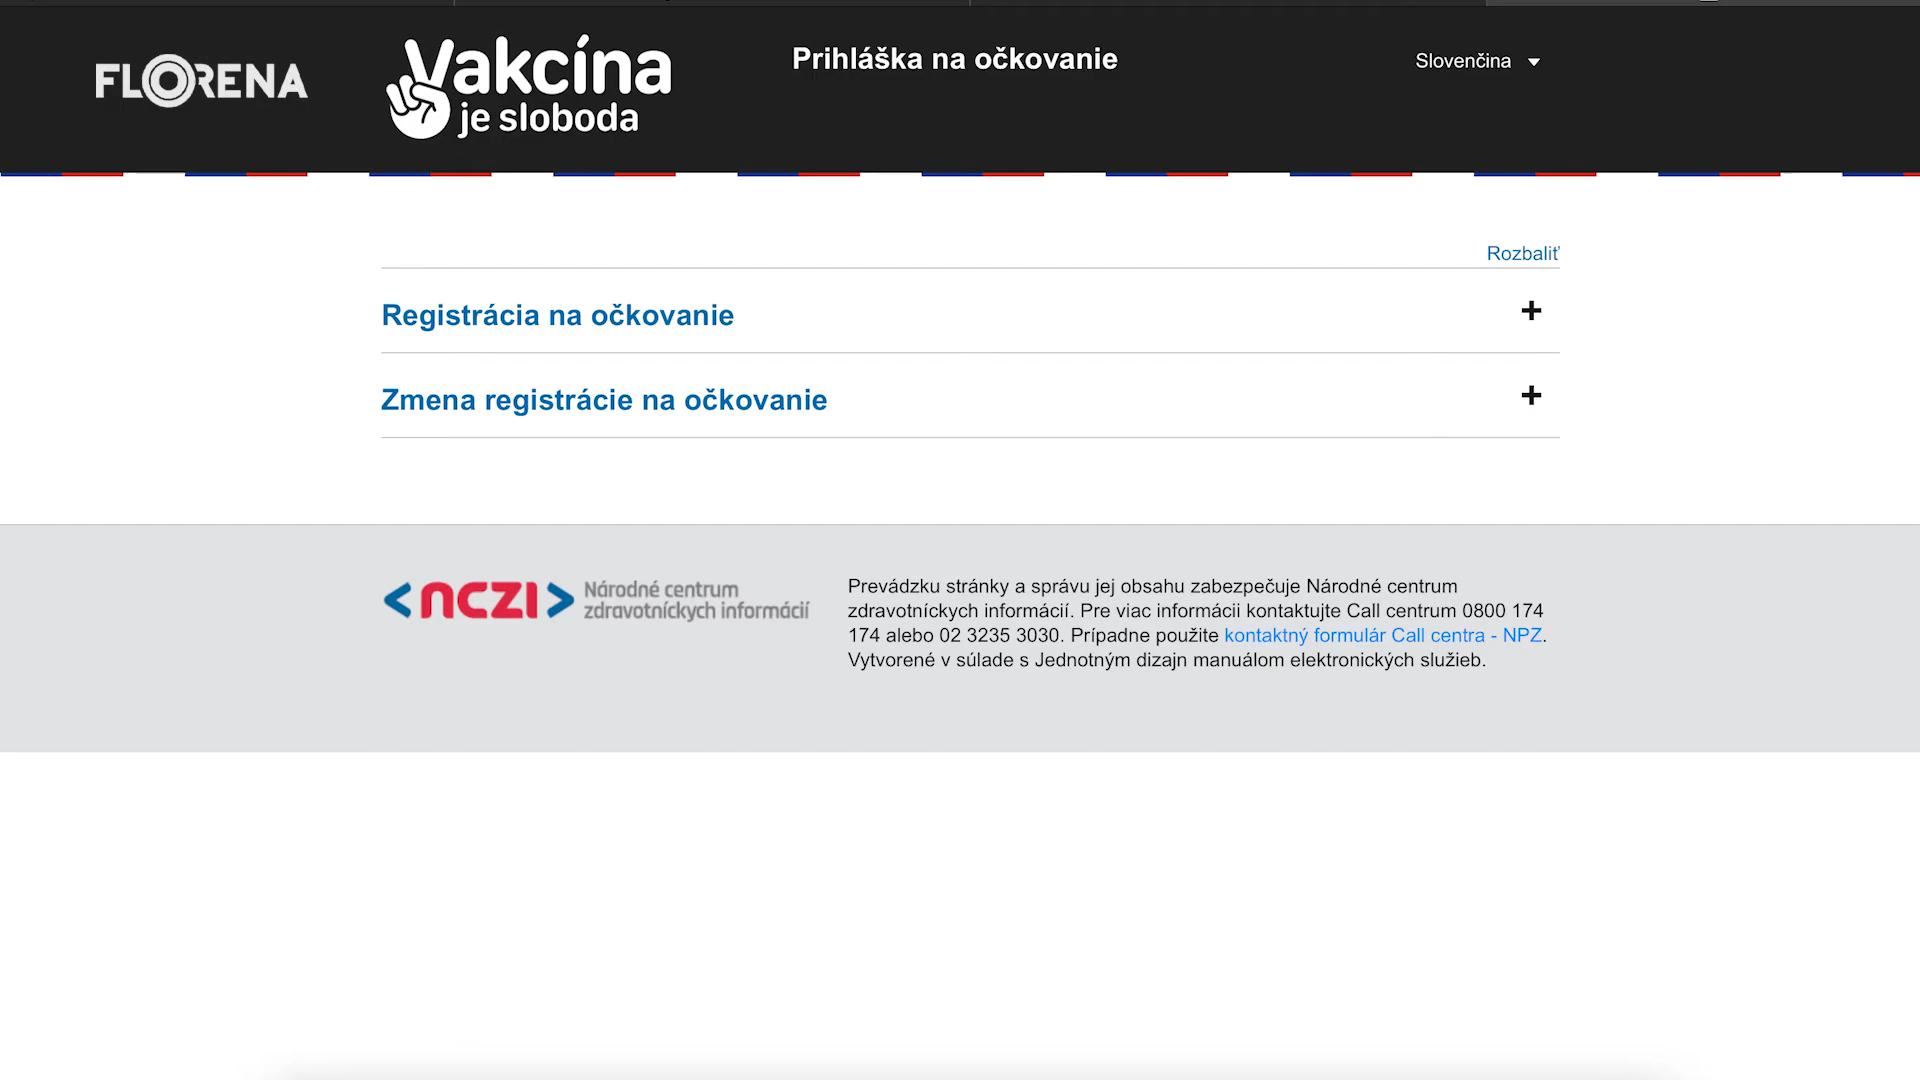 FLORENA
Vakcína
je sloboda
Prihláška na očkovanie
Slovenčina
Rozbaliť
Registrácia na očkovanie
Zmena registrácie na očkovanie
<nczi> Národné centrum
zdravotníckych informácií
Prevádzku stránky a správu jej obsahu zabezpečuje Národné centrum
zdravotníckych informácií. Pre viac informácii kontaktujte Call centrum 0800 174
174 alebo 02 3235 3030. Prípadne použite kontaktný formulár Call centra - NPZ.
Vytvorené v súlade s Jednotným dizajn manuálom elektronických služieb.